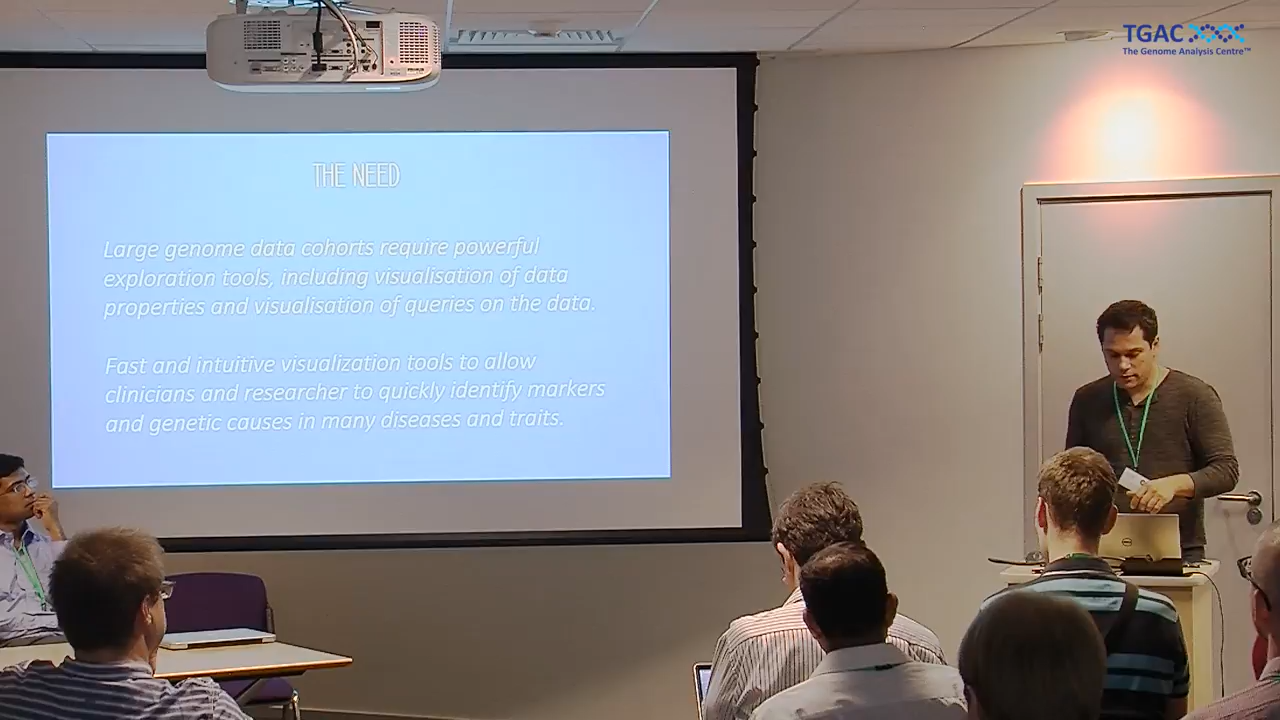 TGAC
The Genome Analysis Centre™
THE NEED
Large genome data cohorts require powerful
exploration tools, including visualisation of data
properties and visualisation of queries on the data.
Fast and intuitive visualization tools to allow
clinicians and researcher to quickly identify markers
and genetic causes in many diseases and traits.
DELL